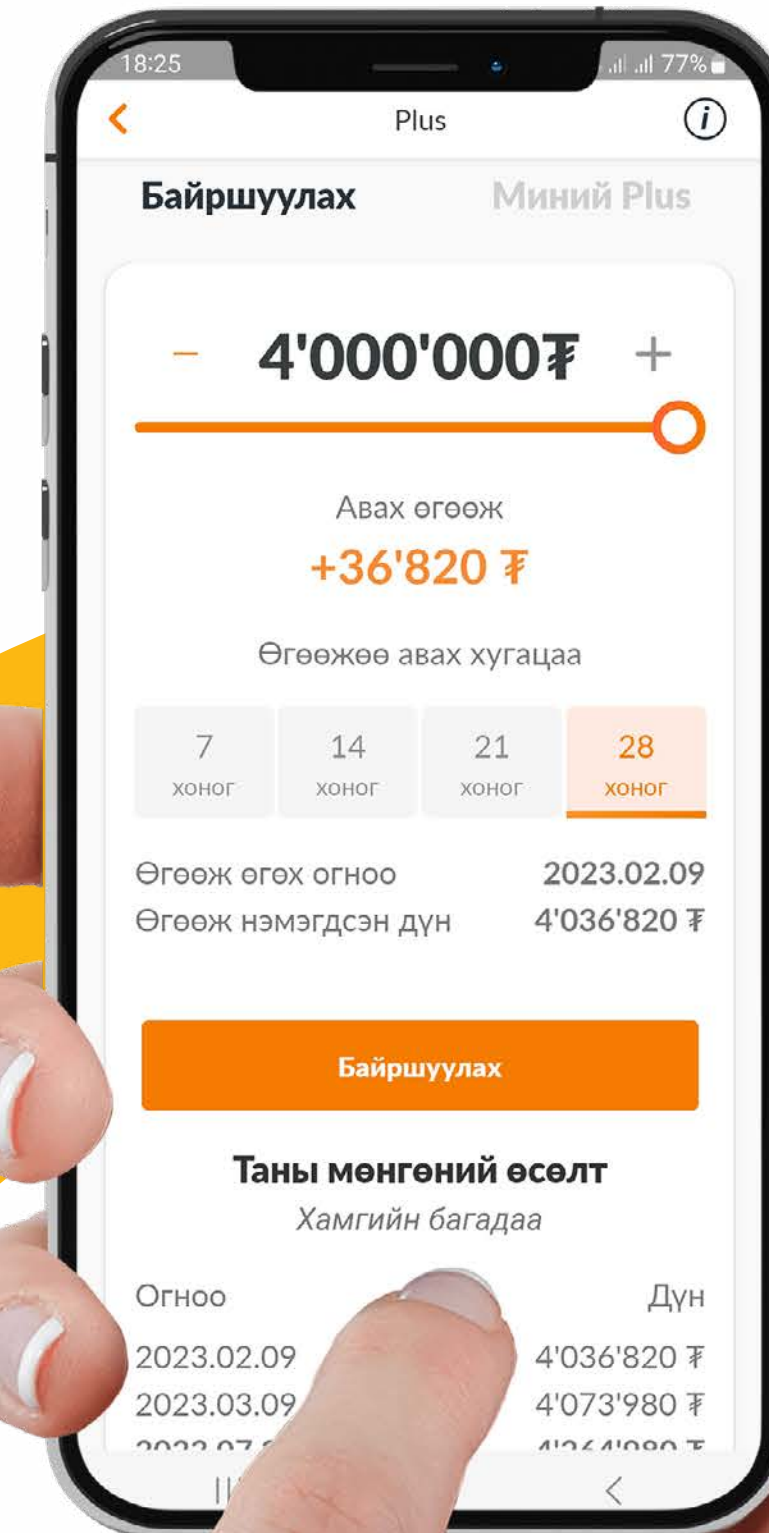 18:25
77%
Plus
i
Байршуулах Миний Plus
− 4'000'000₮ +
Авах өгөөж
+36'820 ₮
Өгөөжөө авах хугацаа
7 14 21 28
хоног хоног хоног хоног
Өгөөж өгөх огноо 2023.02.09
Өгөөж нэмэгдсэн дүн 4'036'820 ₮
Байршуулах
Таны мөнгөний өсөлт
Хамгийн багадаа
Огноо Дүн
2023.02.09 4'036'820 ₮
2023.03.09 4'073'980 ₮